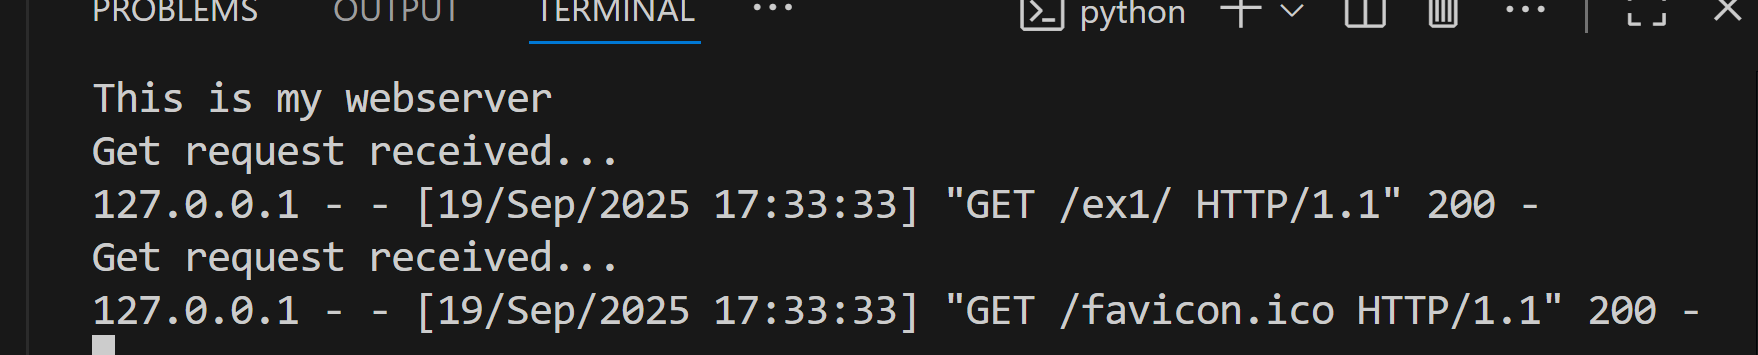 PROBLEMS OUTPUT TERMINAL ... python
This is my webserver
Get request received...
127.0.0.1 - - [19/Sep/2025 17:33:33] "GET /ex1/ HTTP/1.1" 200 -
Get request received...
127.0.0.1 - - [19/Sep/2025 17:33:33] "GET /favicon.ico HTTP/1.1" 200 -